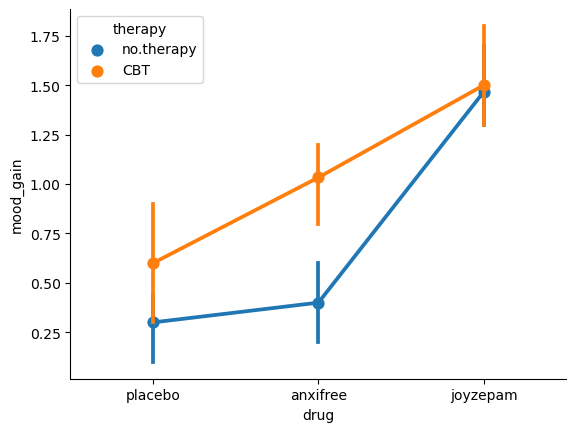 therapy
no.therapy
CBT
1.75
1.50
1.25
1.00
0.75
0.50
0.25
mood_gain
placebo
anxifree
joyzepam
drug